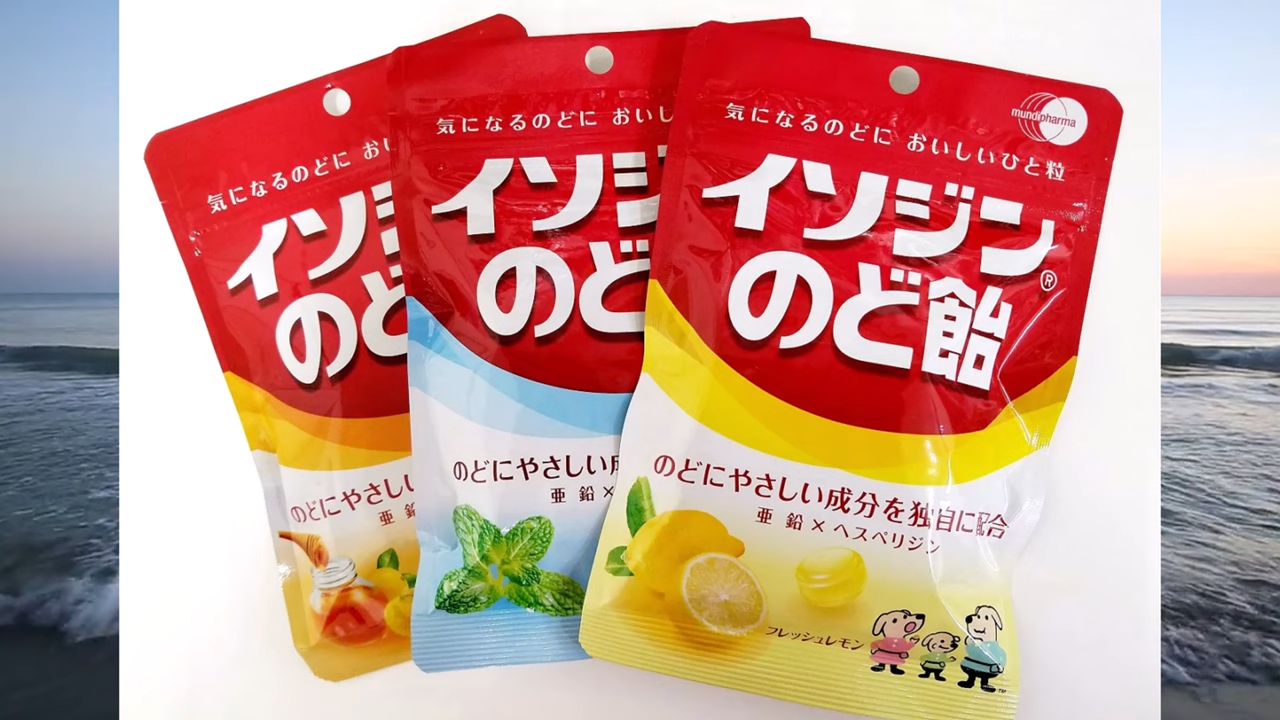 気になるのどに おい
イソジ
のど
のどにやさしい
亜鉛
気になるのどに おいし
イソジ
のど
のどにやさしい成
亜鉛×
mundipharma
気になるのどに おいしいひと粒
イソジン®
のど飴
のどにやさしい成分を独自に配合
亜鉛×ヘスペリジン
フレッシュレモン
TM